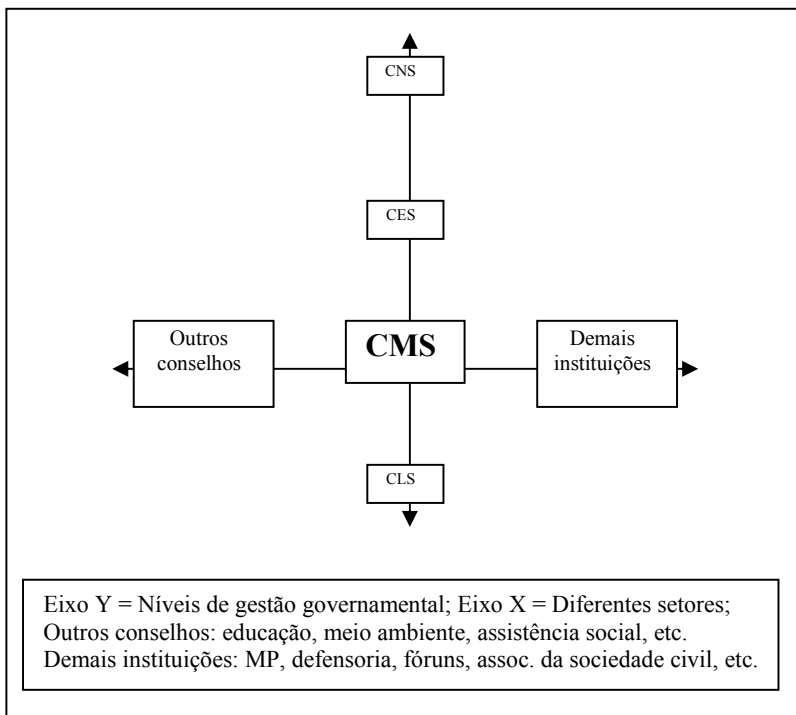 CNS
CES
Outros
conselhos
CMS
Demais
instituições
CLS
Eixo Y = Níveis de gestão governamental; Eixo X = Diferentes setores;
Outros conselhos: educação, meio ambiente, assistência social, etc.
Demais instituições: MP, defensoria, fóruns, assoc. da sociedade civil, etc.